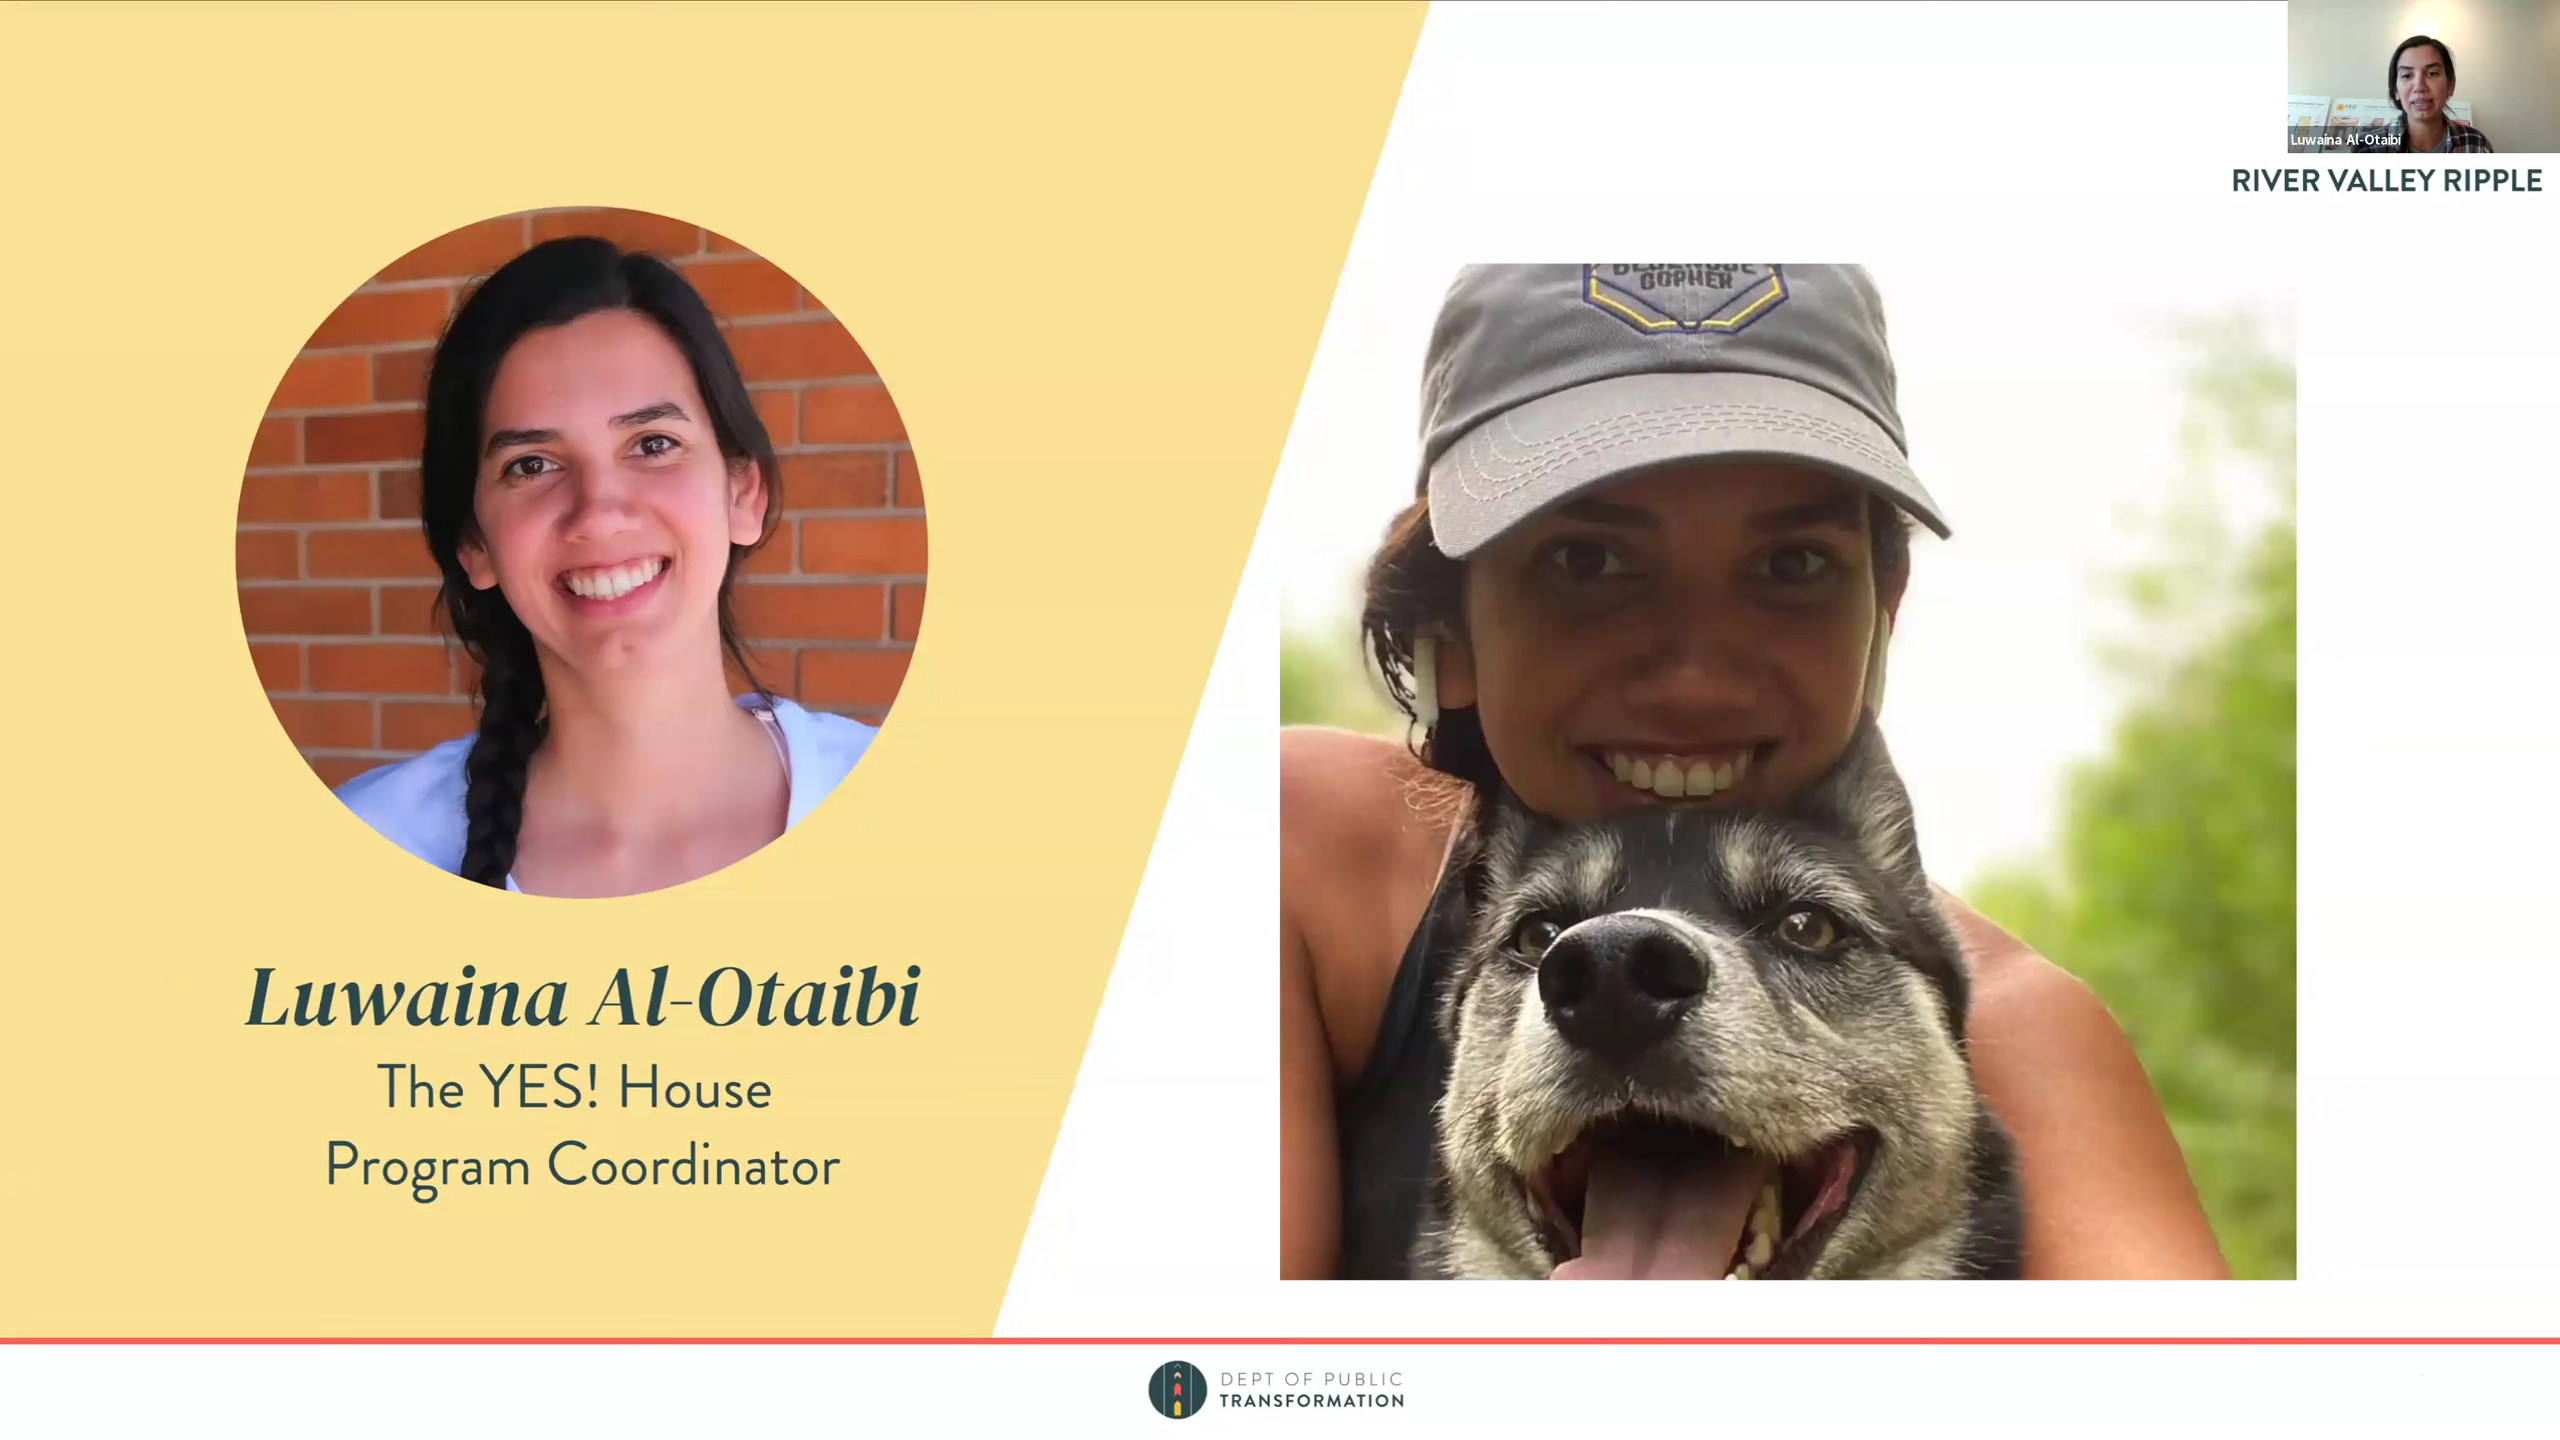 Luwaina Al-Otaibi
RIVER VALLEY RIPPLE
GOPHER
Luwaina Al-Otaibi
The YES! House
Program Coordinator
DEPT OF PUBLIC
TRANSFORMATION
YES!